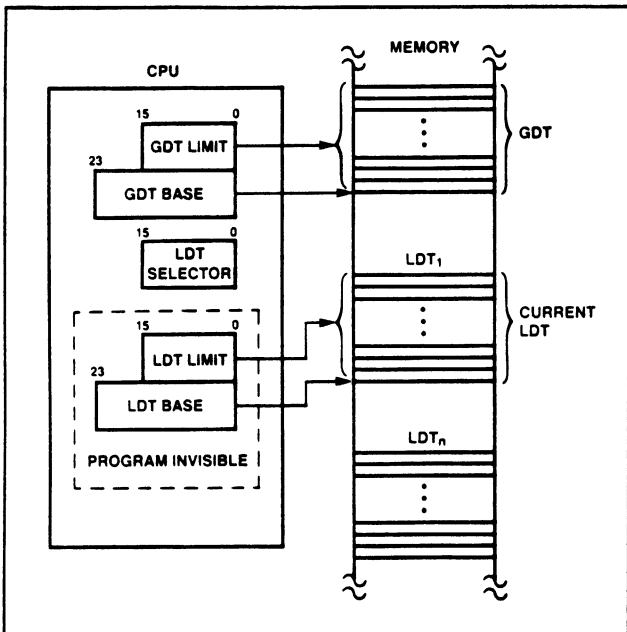 MEMORY
CPU
15 0
GDT LIMIT
23
GDT BASE
GDT
15 0
LDT
SELECTOR
LDT₁
15 0
LDT LIMIT
23
LDT BASE
CURRENT
LDT
PROGRAM INVISIBLE
LDTₙ